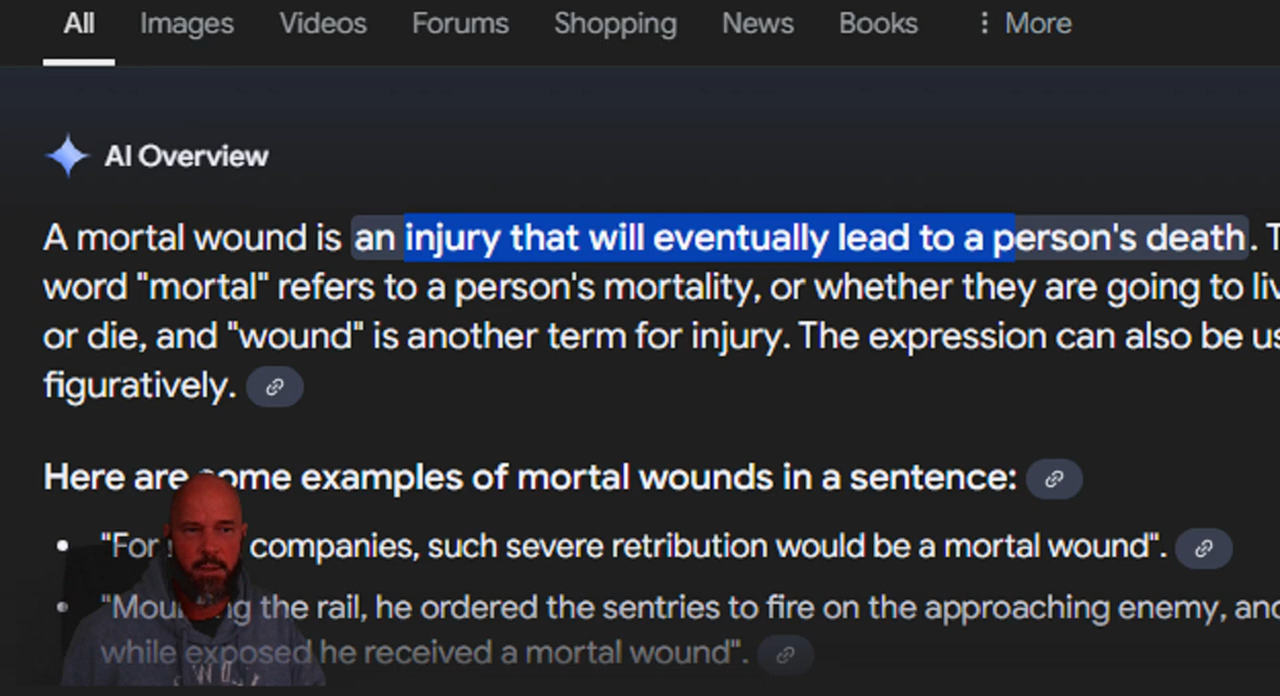 All Images Videos Forums Shopping News Books More
AI Overview
A mortal wound is an injury that will eventually lead to a person's death. T
word "mortal" refers to a person's mortality, or whether they are going to liv
or die, and "wound" is another term for injury. The expression can also be us
figuratively.
Here are some examples of mortal wounds in a sentence:
"For companies, such severe retribution would be a mortal wound".
"Mounting the rail, he ordered the sentries to fire on the approaching enemy, and
while exposed he received a mortal wound".